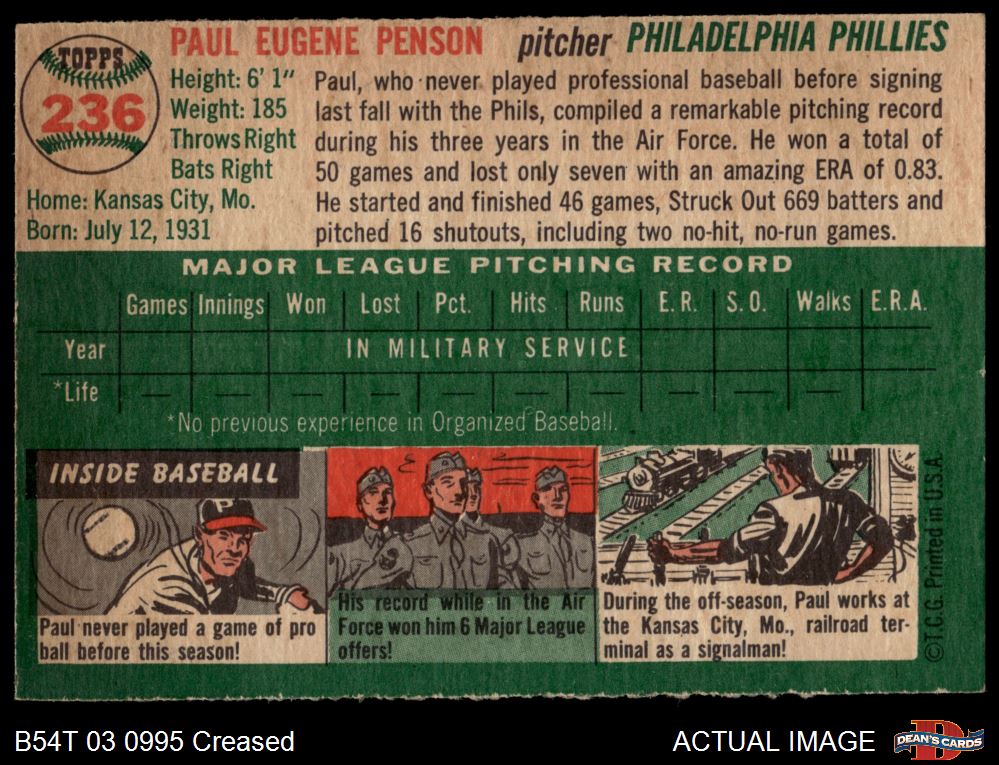 TOPPS
236
PAUL EUGENE PENSON pitcher PHILADELPHIA PHILLIES
Height: 6' 1"
Weight: 185
Throws Right
Bats Right
Home: Kansas City, Mo.
Born: July 12, 1931
Paul, who never played professional baseball before signing
last fall with the Phils, compiled a remarkable pitching record
during his three years in the Air Force. He won a total of
50 games and lost only seven with an amazing ERA of 0.83.
He started and finished 46 games, Struck Out 669 batters and
pitched 16 shutouts, including two no-hit, no-run games.
MAJOR LEAGUE PITCHING RECORD
Games Innings Won Lost Pct. Hits Runs E. R. S. O. Walks E.R.A.
Year IN MILITARY SERVICE
*Life — — — — — — — — — — —
*No previous experience in Organized Baseball.
INSIDE BASEBALL
P
Paul never played a game of pro
ball before this season!
His record while in the Air
Force won him 6 Major League
offers!
During the off-season, Paul works at
the Kansas City, Mo., railroad ter-
minal as a signalman!
©T.C.G. Printed in U.S.A.
B54T 03 0995 Creased
ACTUAL IMAGE
D
DEAN'S CARDS